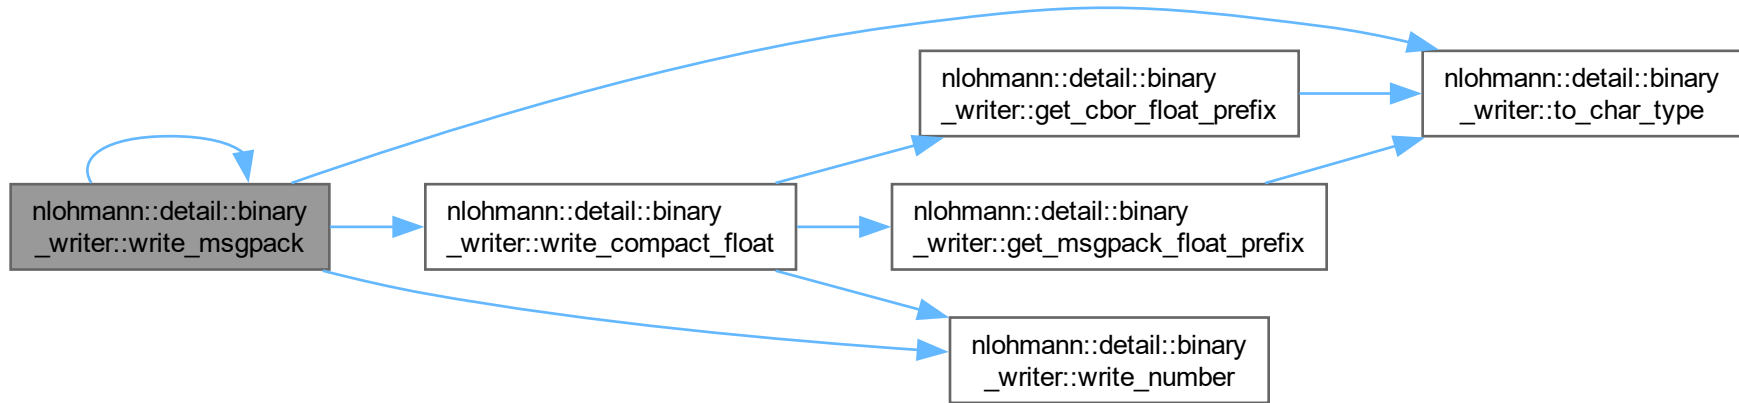 nlohmann::detail::binary
_writer::write_msgpack
nlohmann::detail::binary
_writer::write_compact_float
nlohmann::detail::binary
_writer::get_cbor_float_prefix
nlohmann::detail::binary
_writer::get_msgpack_float_prefix
nlohmann::detail::binary
_writer::write_number
nlohmann::detail::binary
_writer::to_char_type